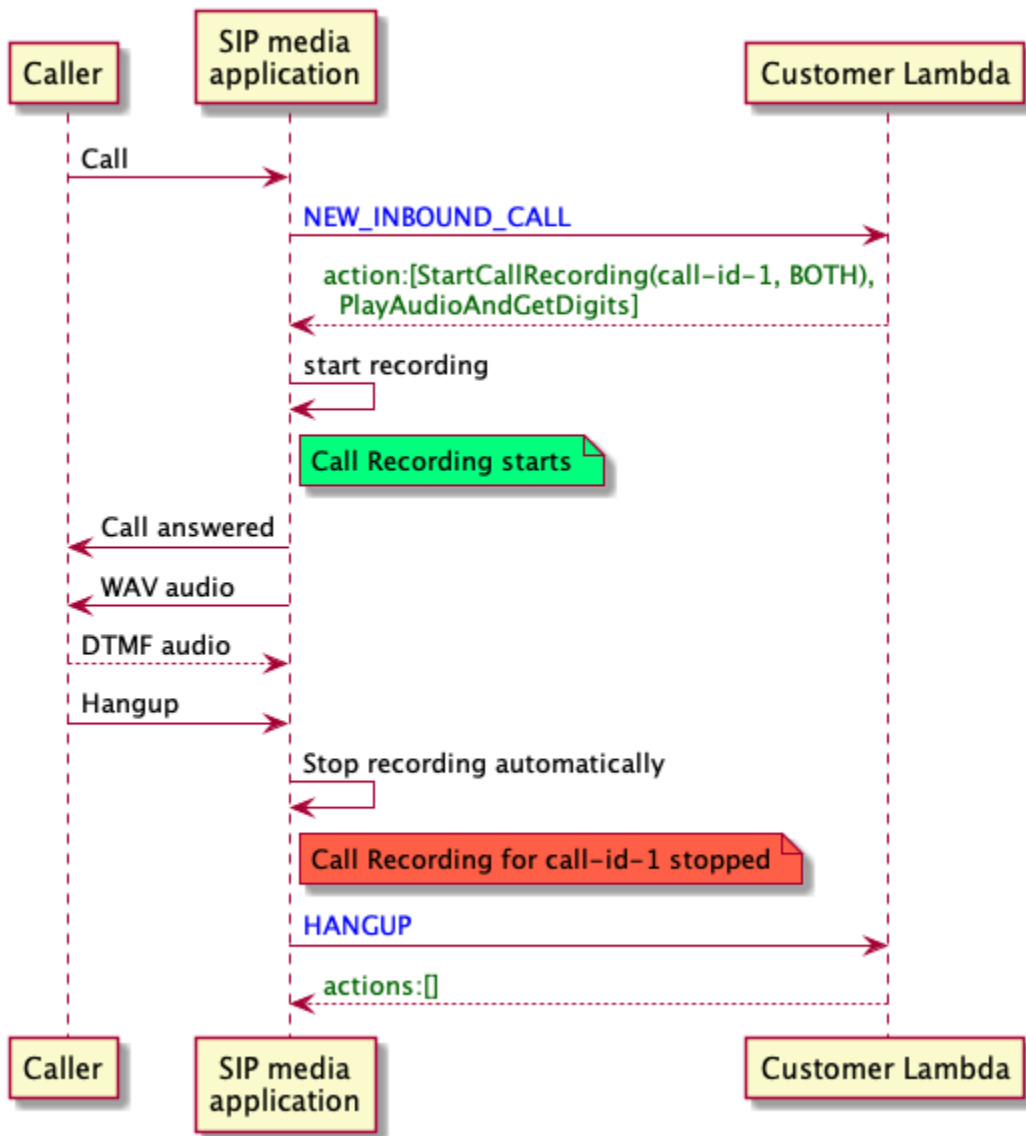 Caller
SIP media
application
Customer Lambda
Call
NEW_INBOUND_CALL
action:[StartCallRecording(call-id-1, BOTH),
PlayAudioAndGetDigits]
start recording
Call Recording starts
Call answered
WAV audio
DTMF audio
Hangup
Stop recording automatically
Call Recording for call-id-1 stopped
HANGUP
actions:[]
Caller
SIP media
application
Customer Lambda